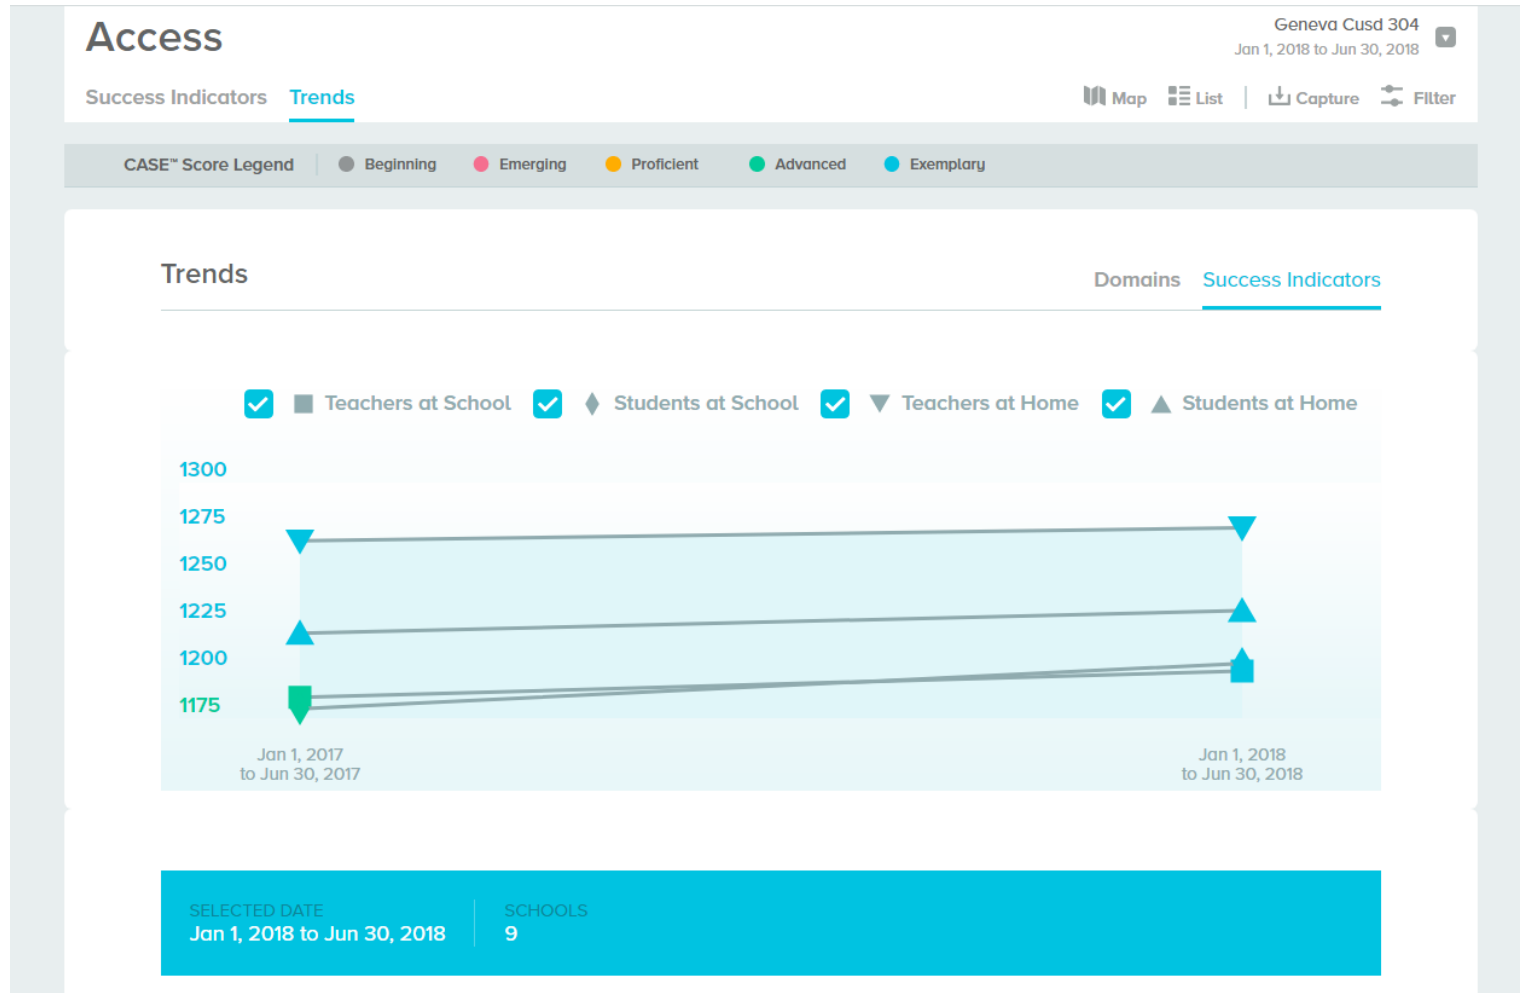 Access
Geneva Cusd 304
Jan 1, 2018 to Jun 30, 2018
Success Indicators Trends
Map List Capture Filter
CASE™ Score Legend Beginning Emerging Proficient Advanced Exemplary
Trends
Domains Success Indicators
Teachers at School Students at School Teachers at Home Students at Home
1300
1275
1250
1225
1200
1175
Jan 1, 2017
to Jun 30, 2017
Jan 1, 2018
to Jun 30, 2018
SELECTED DATE
Jan 1, 2018 to Jun 30, 2018
SCHOOLS
9